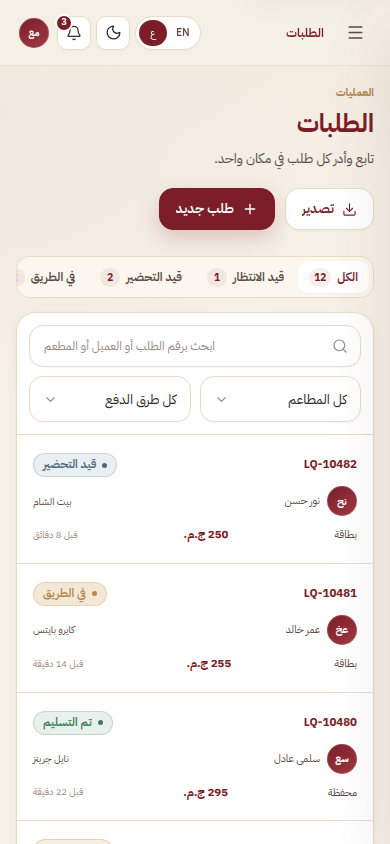 الطلبات
EN
ع
3
مع
العمليات
الطلبات
تابع وأدر كل طلب في مكان واحد.
تصدير
طلب جديد
الكل 12
قيد الانتظار 1
قيد التحضير 2
في الطريق
ابحث برقم الطلب أو العميل أو المطعم
كل المطاعم
كل طرق الدفع
LQ-10482
قيد التحضير
نح
نور حسن
بيت الشام
بطاقة
250 ج.م.
قبل 8 دقائق
LQ-10481
في الطريق
عخ
عمر خالد
كايرو بايتس
بطاقة
255 ج.م.
قبل 14 دقيقة
LQ-10480
تم التسليم
سع
سلمى عادل
نايل جرينز
محفظة
295 ج.م.
قبل 22 دقيقة